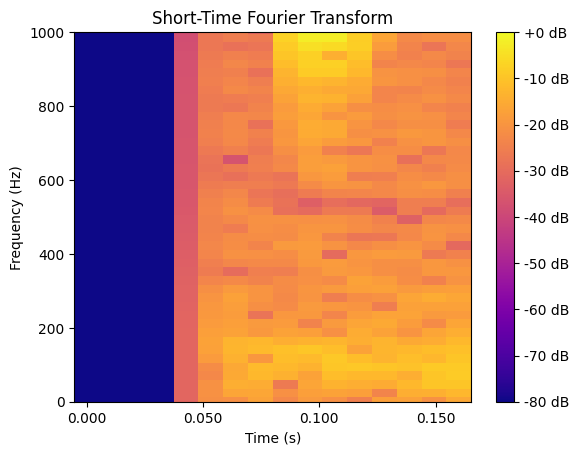 Short-Time Fourier Transform
1000
800
600
400
200
0
Frequency (Hz)
0.000
0.050
0.100
0.150
Time (s)
+0 dB
-10 dB
-20 dB
-30 dB
-40 dB
-50 dB
-60 dB
-70 dB
-80 dB